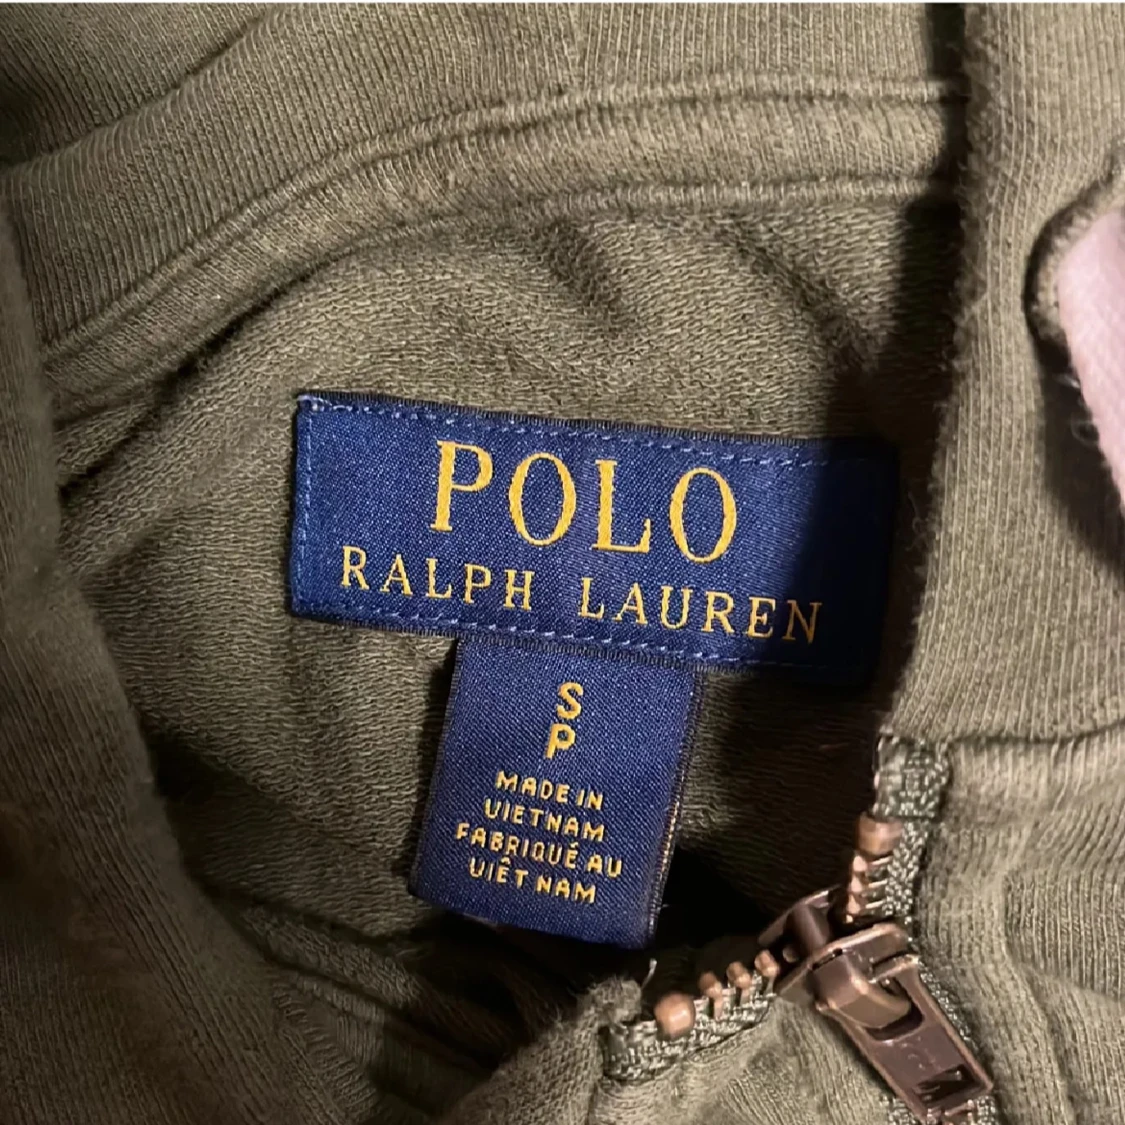 POLO
RALPH LAUREN
S
P
MADE IN
VIETNAM
FABRIQUÉ AU
VIÊT NAM